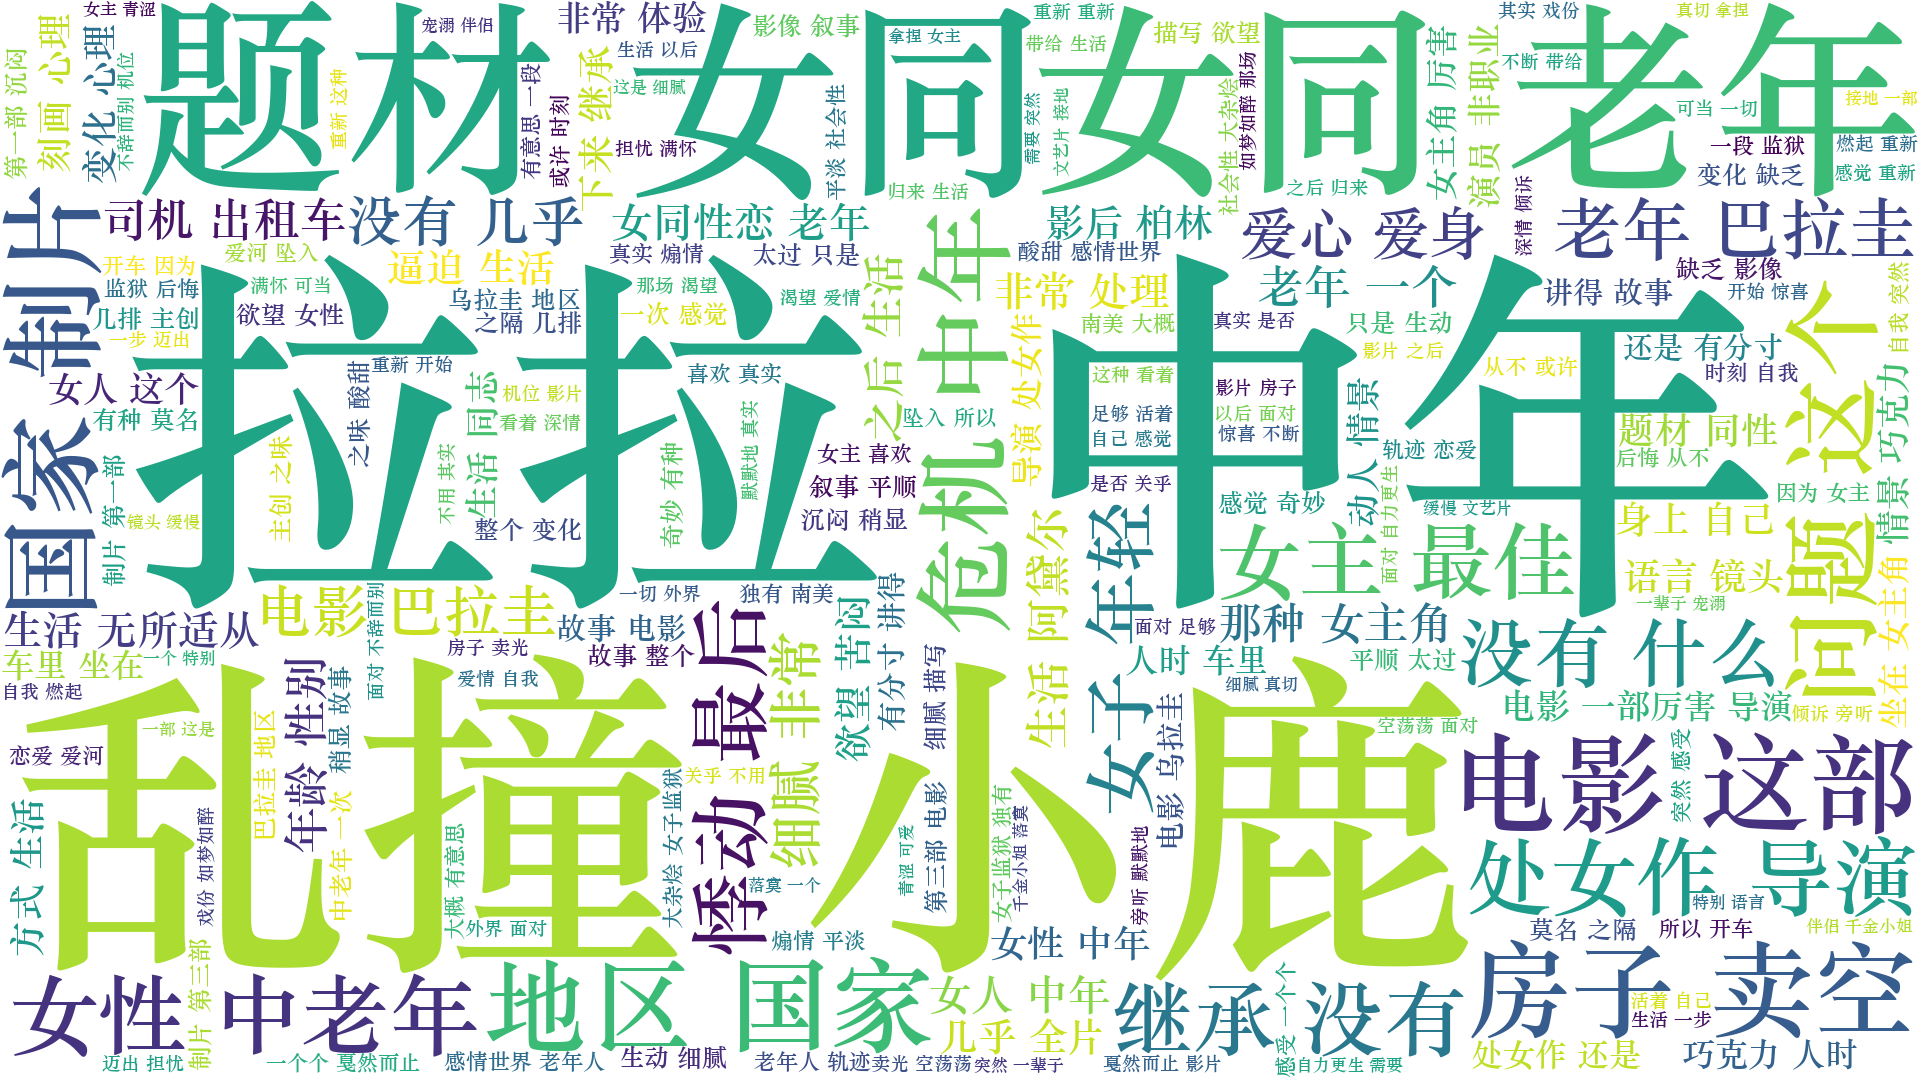 女主 青涩
宠溺 伴侣
非常 体验
影像 叙事
重新 重新
其实 戏份
真切 拿捏
题材 女同
女同 老年
第一部 沉闷
刻画 心理
变化 心理
不辞而别 机位
重新 这种
有意思 一段
或许 时刻
下来 继承
生活 以后
这是 细腻
拿捏 女主
带给 生活
描写 欲望
女主角 厉害
演员 非职业
不断 带给
可当 一切
接地 一部
一段 监狱
燃起 重新
变化 缺乏
感觉 重新
担忧 满怀
平淡 社会性
归来 生活
需要 突然
文艺片 接地
社会性 大杂烩
如梦如醉 那场
之后 归来
深情 倾诉
国家 制片
司机 出租车
没有 几乎
女同性恋 老年
影后 柏林
爱心 爱身
老年 巴拉圭
爱河 坠入
真实 煽情
太过 只是
酸甜 感情世界
开车 因为
监狱 后悔
几排 主创
一步 迈出
满怀 可当
逼迫 生活
乌拉圭 地区
之隔 几排
欲望 女性
那场 渴望
渴望 爱情
一次 感觉
之后 生活
危机 中年
非常 处理
老年 一个
讲得 故事
缺乏 影像
开始 惊喜
南美 大概
真实 是否
只是 生动
导演 处女作
影片 之后
从不 或许
还是 有分寸
时刻 自我
问题 这个
自我 突然
女人 这个
有种 莫名
重新 开始
拉拉 中年
之味 酸甜
主创 之味
生活 同志
机位 影片
看着 深情
喜欢 真实
坠入 所以
这种 看着
足够 活着
自己 感觉
影片 房子
以后 面对
惊喜 不断
动人 情景
轨迹 恋爱
题材 同性
后悔 从不
情景 巧克力
因为 女主
制片 第一部
镜头 缓慢
不用 其实
整个 变化
奇妙 有种
默默地 真实
女主 喜欢
叙事 平顺
沉闷 稍显
是否 关乎
感觉 奇妙
缓慢 文艺片
面对 自力更生
女主 最佳
身上 自己
语言 镜头
生活 阿黛尔
女子 年轻
电影 巴拉圭
一切 外界
独有 南美
生活 无所适从
车里 坐在
一个 特别
自我 燃起
故事 电影
房子 卖光
故事 整个
爱情 自我
面对 不辞而别
年龄 性别
稍显 故事
悸动 最后
细腻 非常
欲望 苦闷
有分寸 讲得
细腻 描写
面对 足够
那种 女主角
人时 车里
平顺 太过
细腻 真切
没有 什么
一辈子 宠溺
坐在 女主角
电影 一部
厉害 导演
倾诉 旁听
空荡荡 面对
电影 乌拉圭
乱撞 小鹿
一部 这是
恋爱 爱河
方式 生活
巴拉圭 地区
中老年 一次
戏份 如梦如醉
大概 有意思
外界 面对
关乎 不用
大杂烩 女子监狱
落寞 一个
青涩 可爱
第三部 电影
女子监狱 独有
千金小姐 落寞
旁听 默默地
煽情 平淡
电影 这部
突然 感受
处女作 导演
特别 语言
莫名 之隔
所以 开车
伴侣 千金小姐
制片 第三部
女性 中老年
地区 国家
女性 中年
女人 中年
几乎 全片
继承 没有
感受 一个个
房子 卖空
活着 自己
生活 一步
处女作 还是
巧克力 人时
迈出 担忧
一个个 戛然而止
感情世界 老年人
生动 细腻
老年人 轨迹
卖光 空荡荡
突然 一辈子
戛然而止 影片
自力更生 需要